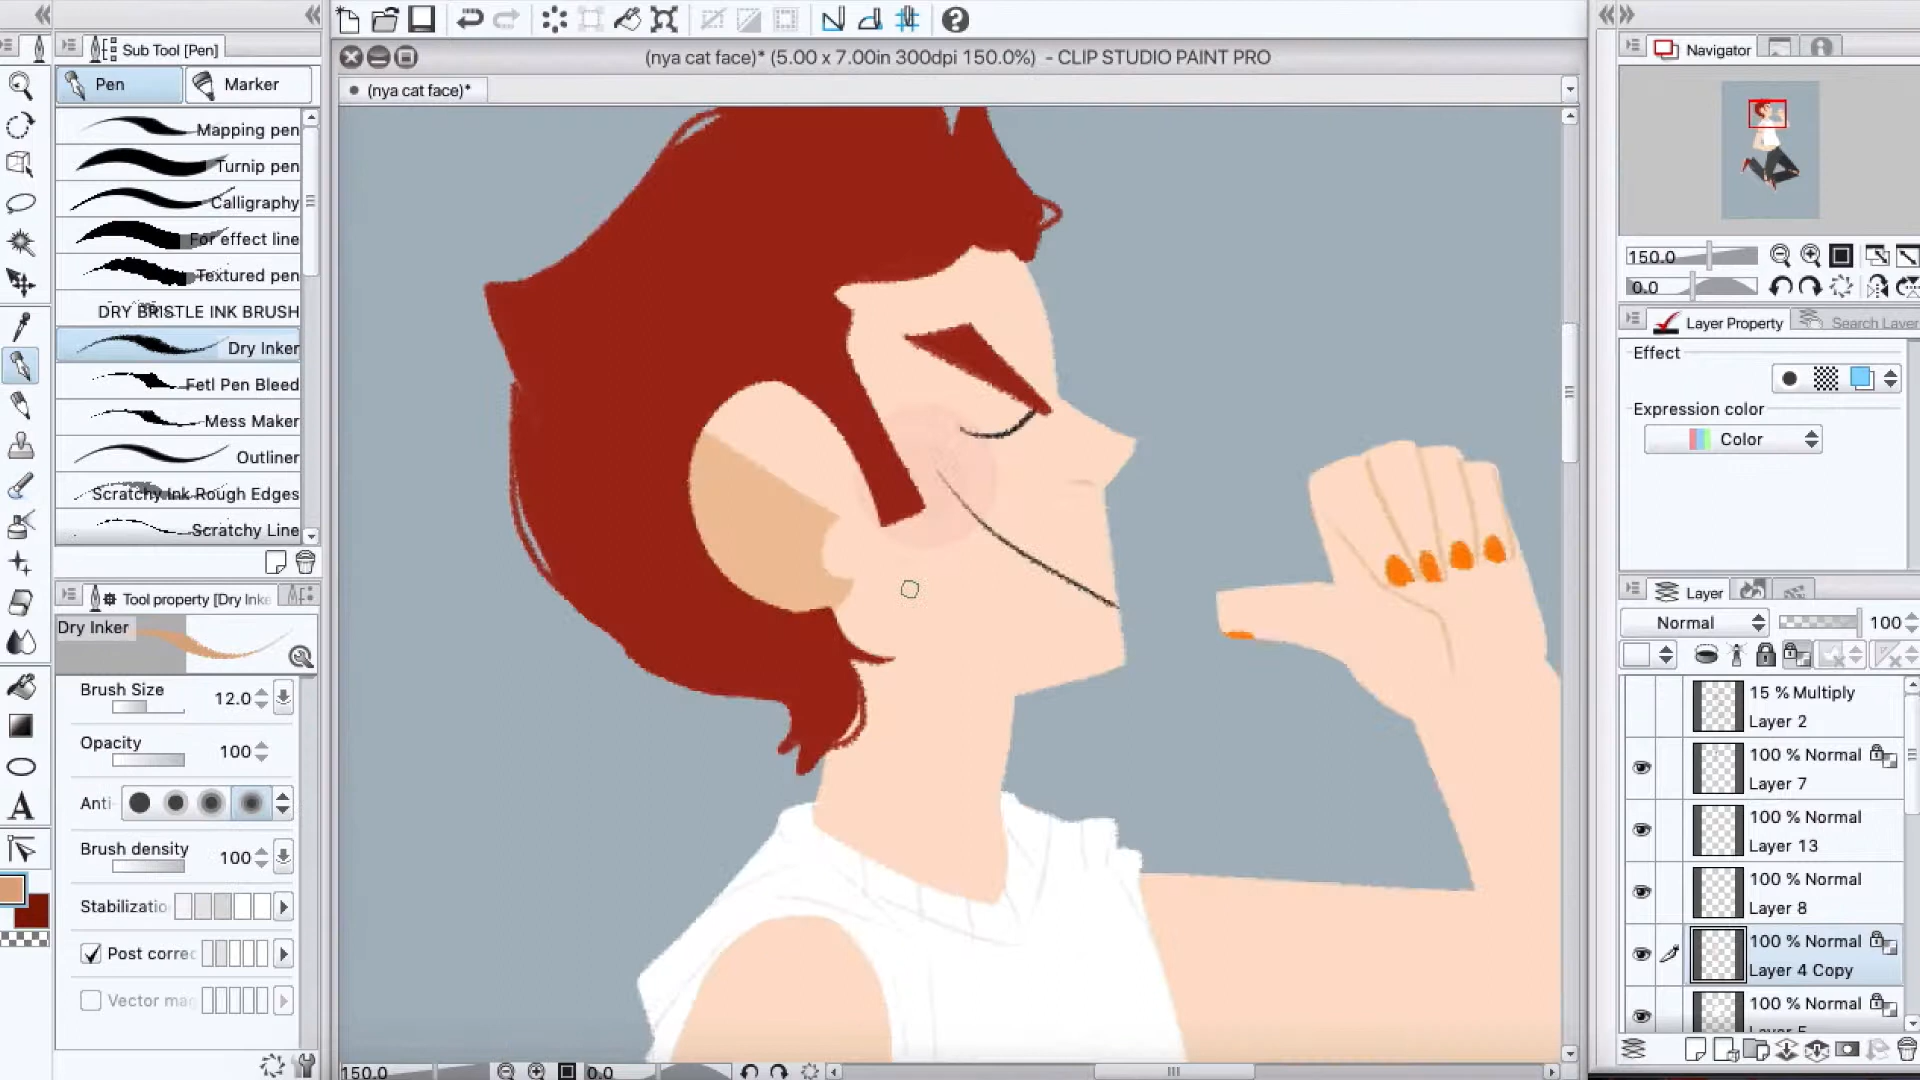 Sub Tool [Pen]
Pen
Marker
Mapping pen
Turnip pen
Calligraphy
For effect line
Textured pen
DRY BRISTLE INK BRUSH
Dry Inker
Fetl Pen Bleed
Mess Maker
Outliner
Scratchy Ink Rough Edges
Scratchy Line
Tool property [Dry Inke
Dry Inker
Brush Size
12.0
Opacity
100
Anti-
Brush density
100
Stabilizatio
Post correc
Vector mag
A
(nya cat face)* (5.00 x 7.00in 300dpi 150.0%) - CLIP STUDIO PAINT PRO
(nya cat face)*
150.0
0.0
Navigator
150.0
0.0
Layer Property
Search Layer
Effect
Expression color
Color
Layer
Normal
100
15 % Multiply
Layer 2
100 % Normal
Layer 7
100 % Normal
Layer 13
100 % Normal
Layer 8
100 % Normal
Layer 4 Copy
100 % Normal
Layer 5